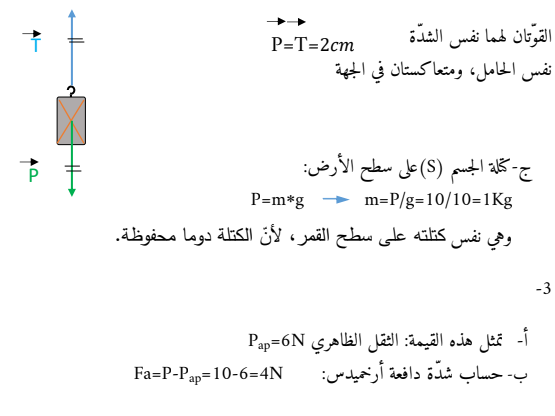 القوّتان لهما نفس الشدّة P=T=2cm
نفس الحامل، ومتعاكستان في الجهة
T
P
ج-كتلة الجسم (S) على سطح الأرض:
P=m*g → m=P/g=10/10=1Kg
وهي نفس كتلته على سطح القمر، لأنّ الكتلة دوما محفوظة.
3-
أ- تمثل هذه القيمة: الثقل الظاهري Pap=6N
ب- حساب شدّة دافعة أرخميدس: Fa=P-Pap=10-6=4N